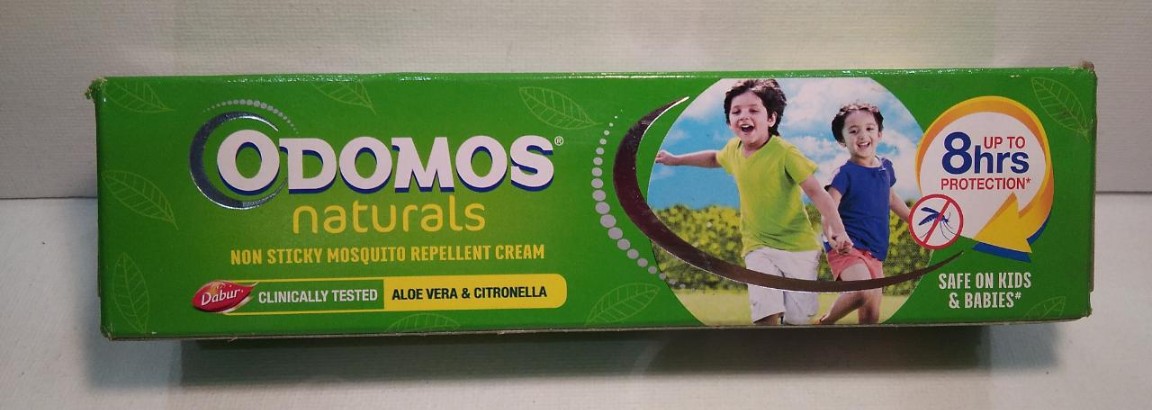 ODOMOS®
naturals
NON STICKY MOSQUITO REPELLENT CREAM
Dabur
CLINICALLY TESTED
ALOE VERA & CITRONELLA
UP TO
8hrs
PROTECTION*
SAFE ON KIDS
& BABIES#